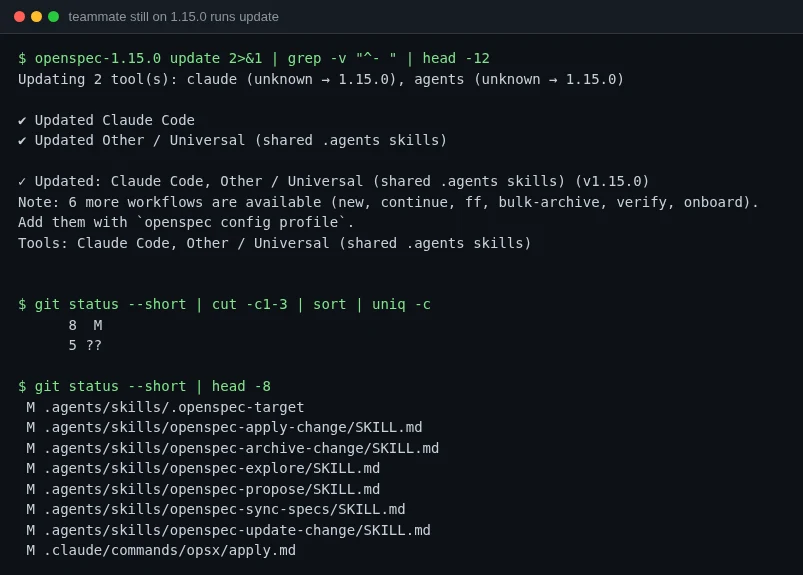 teammate still on 1.15.0 runs update
$ openspec-1.15.0 update 2>&1 | grep -v "^- " | head -12
Updating 2 tool(s): claude (unknown → 1.15.0), agents (unknown → 1.15.0)
✔ Updated Claude Code
✔ Updated Other / Universal (shared .agents skills)
✓ Updated: Claude Code, Other / Universal (shared .agents skills) (v1.15.0)
Note: 6 more workflows are available (new, continue, ff, bulk-archive, verify, onboard).
Add them with `openspec config profile`.
Tools: Claude Code, Other / Universal (shared .agents skills)
$ git status --short | cut -c1-3 | sort | uniq -c
      8  M
      5 ??
$ git status --short | head -8
 M .agents/skills/.openspec-target
 M .agents/skills/openspec-apply-change/SKILL.md
 M .agents/skills/openspec-archive-change/SKILL.md
 M .agents/skills/openspec-explore/SKILL.md
 M .agents/skills/openspec-propose/SKILL.md
 M .agents/skills/openspec-sync-specs/SKILL.md
 M .agents/skills/openspec-update-change/SKILL.md
 M .claude/commands/opsx/apply.md